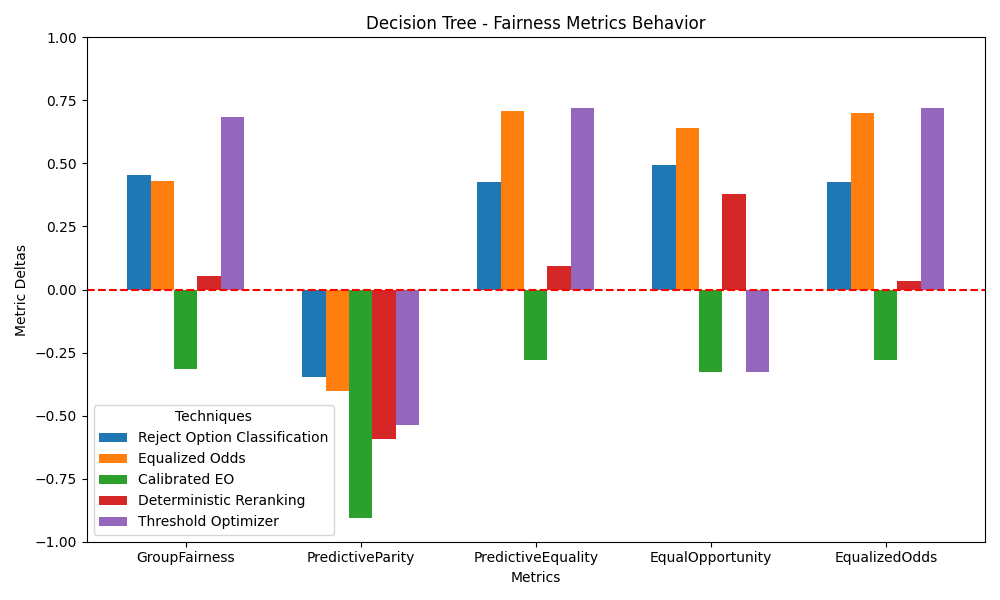 Decision Tree - Fairness Metrics Behavior
1.00
0.75
0.50
0.25
0.00
−0.25
−0.50
−0.75
−1.00
Metric Deltas
Techniques
Reject Option Classification
Equalized Odds
Calibrated EO
Deterministic Reranking
Threshold Optimizer
GroupFairness PredictiveParity PredictiveEquality EqualOpportunity EqualizedOdds
Metrics